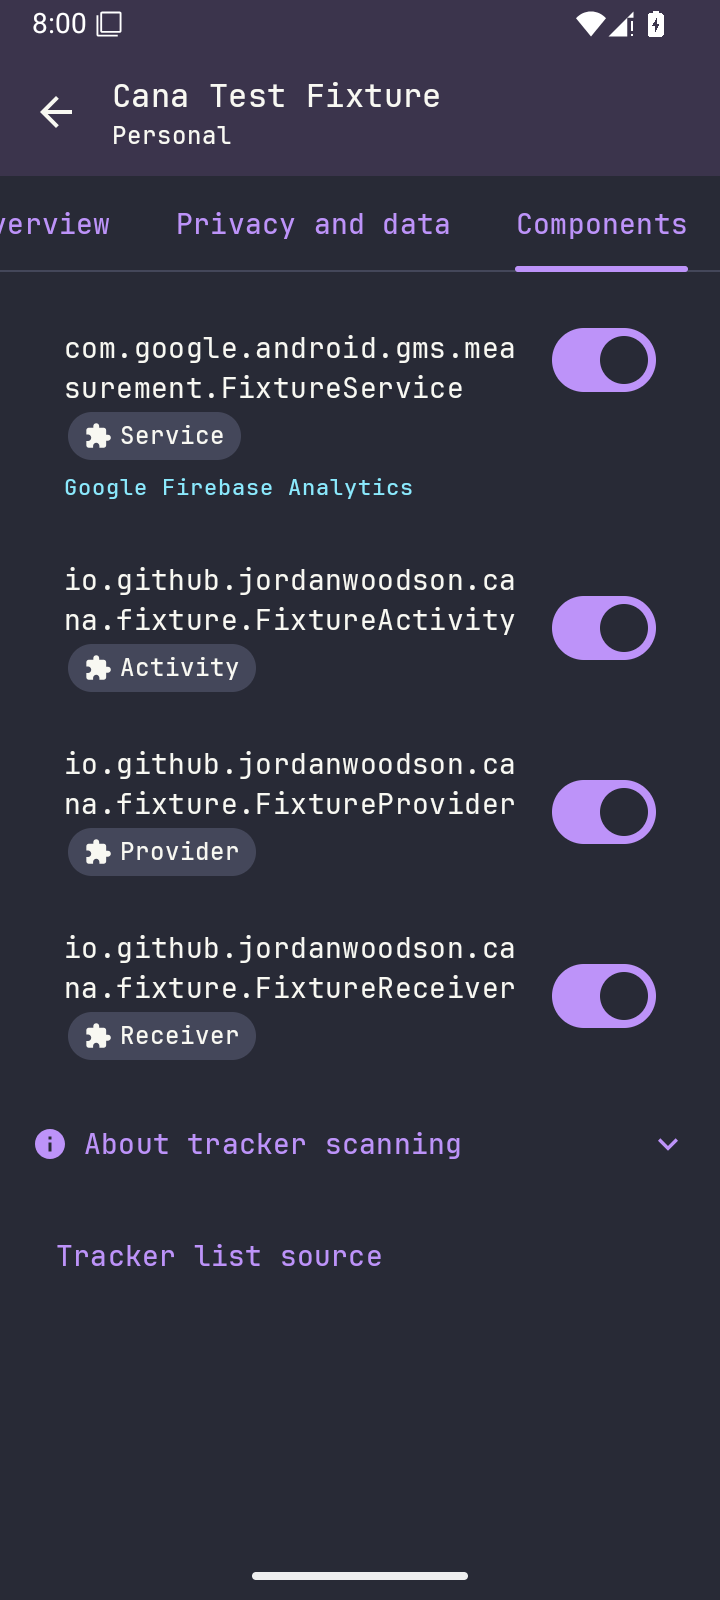 8:00
Cana Test Fixture
Personal
verview
Privacy and data
Components
com.google.android.gms.mea
surement.FixtureService
Service
Google Firebase Analytics
io.github.jordanwoodson.ca
na.fixture.FixtureActivity
Activity
io.github.jordanwoodson.ca
na.fixture.FixtureProvider
Provider
io.github.jordanwoodson.ca
na.fixture.FixtureReceiver
Receiver
About tracker scanning
Tracker list source